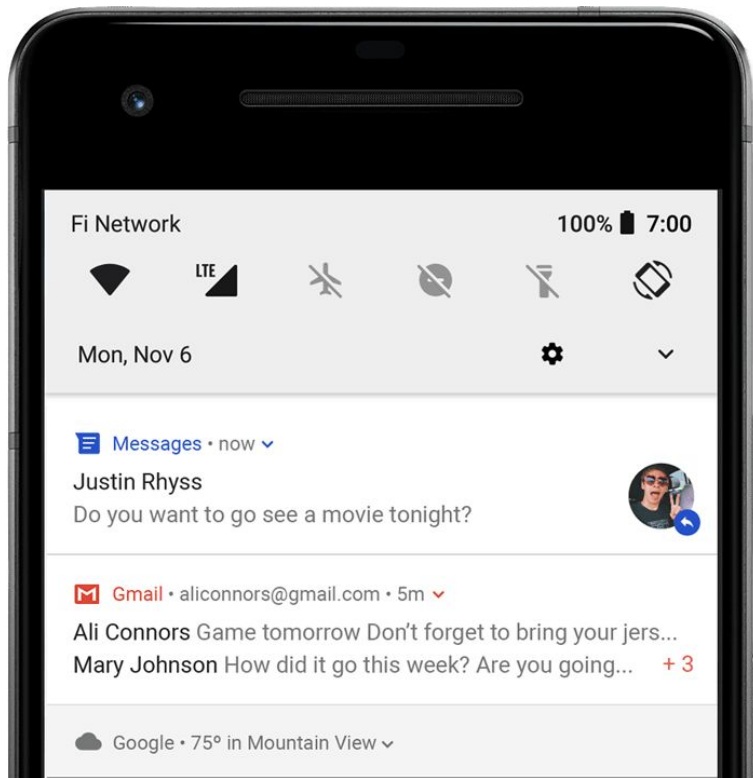 Fi Network 100% 7:00
LTE
Mon, Nov 6
Messages • now
Justin Rhyss
Do you want to go see a movie tonight?
Gmail • aliconnors@gmail.com • 5m
Ali Connors Game tomorrow Don’t forget to bring your jers...
Mary Johnson How did it go this week? Are you going... + 3
Google • 75º in Mountain View